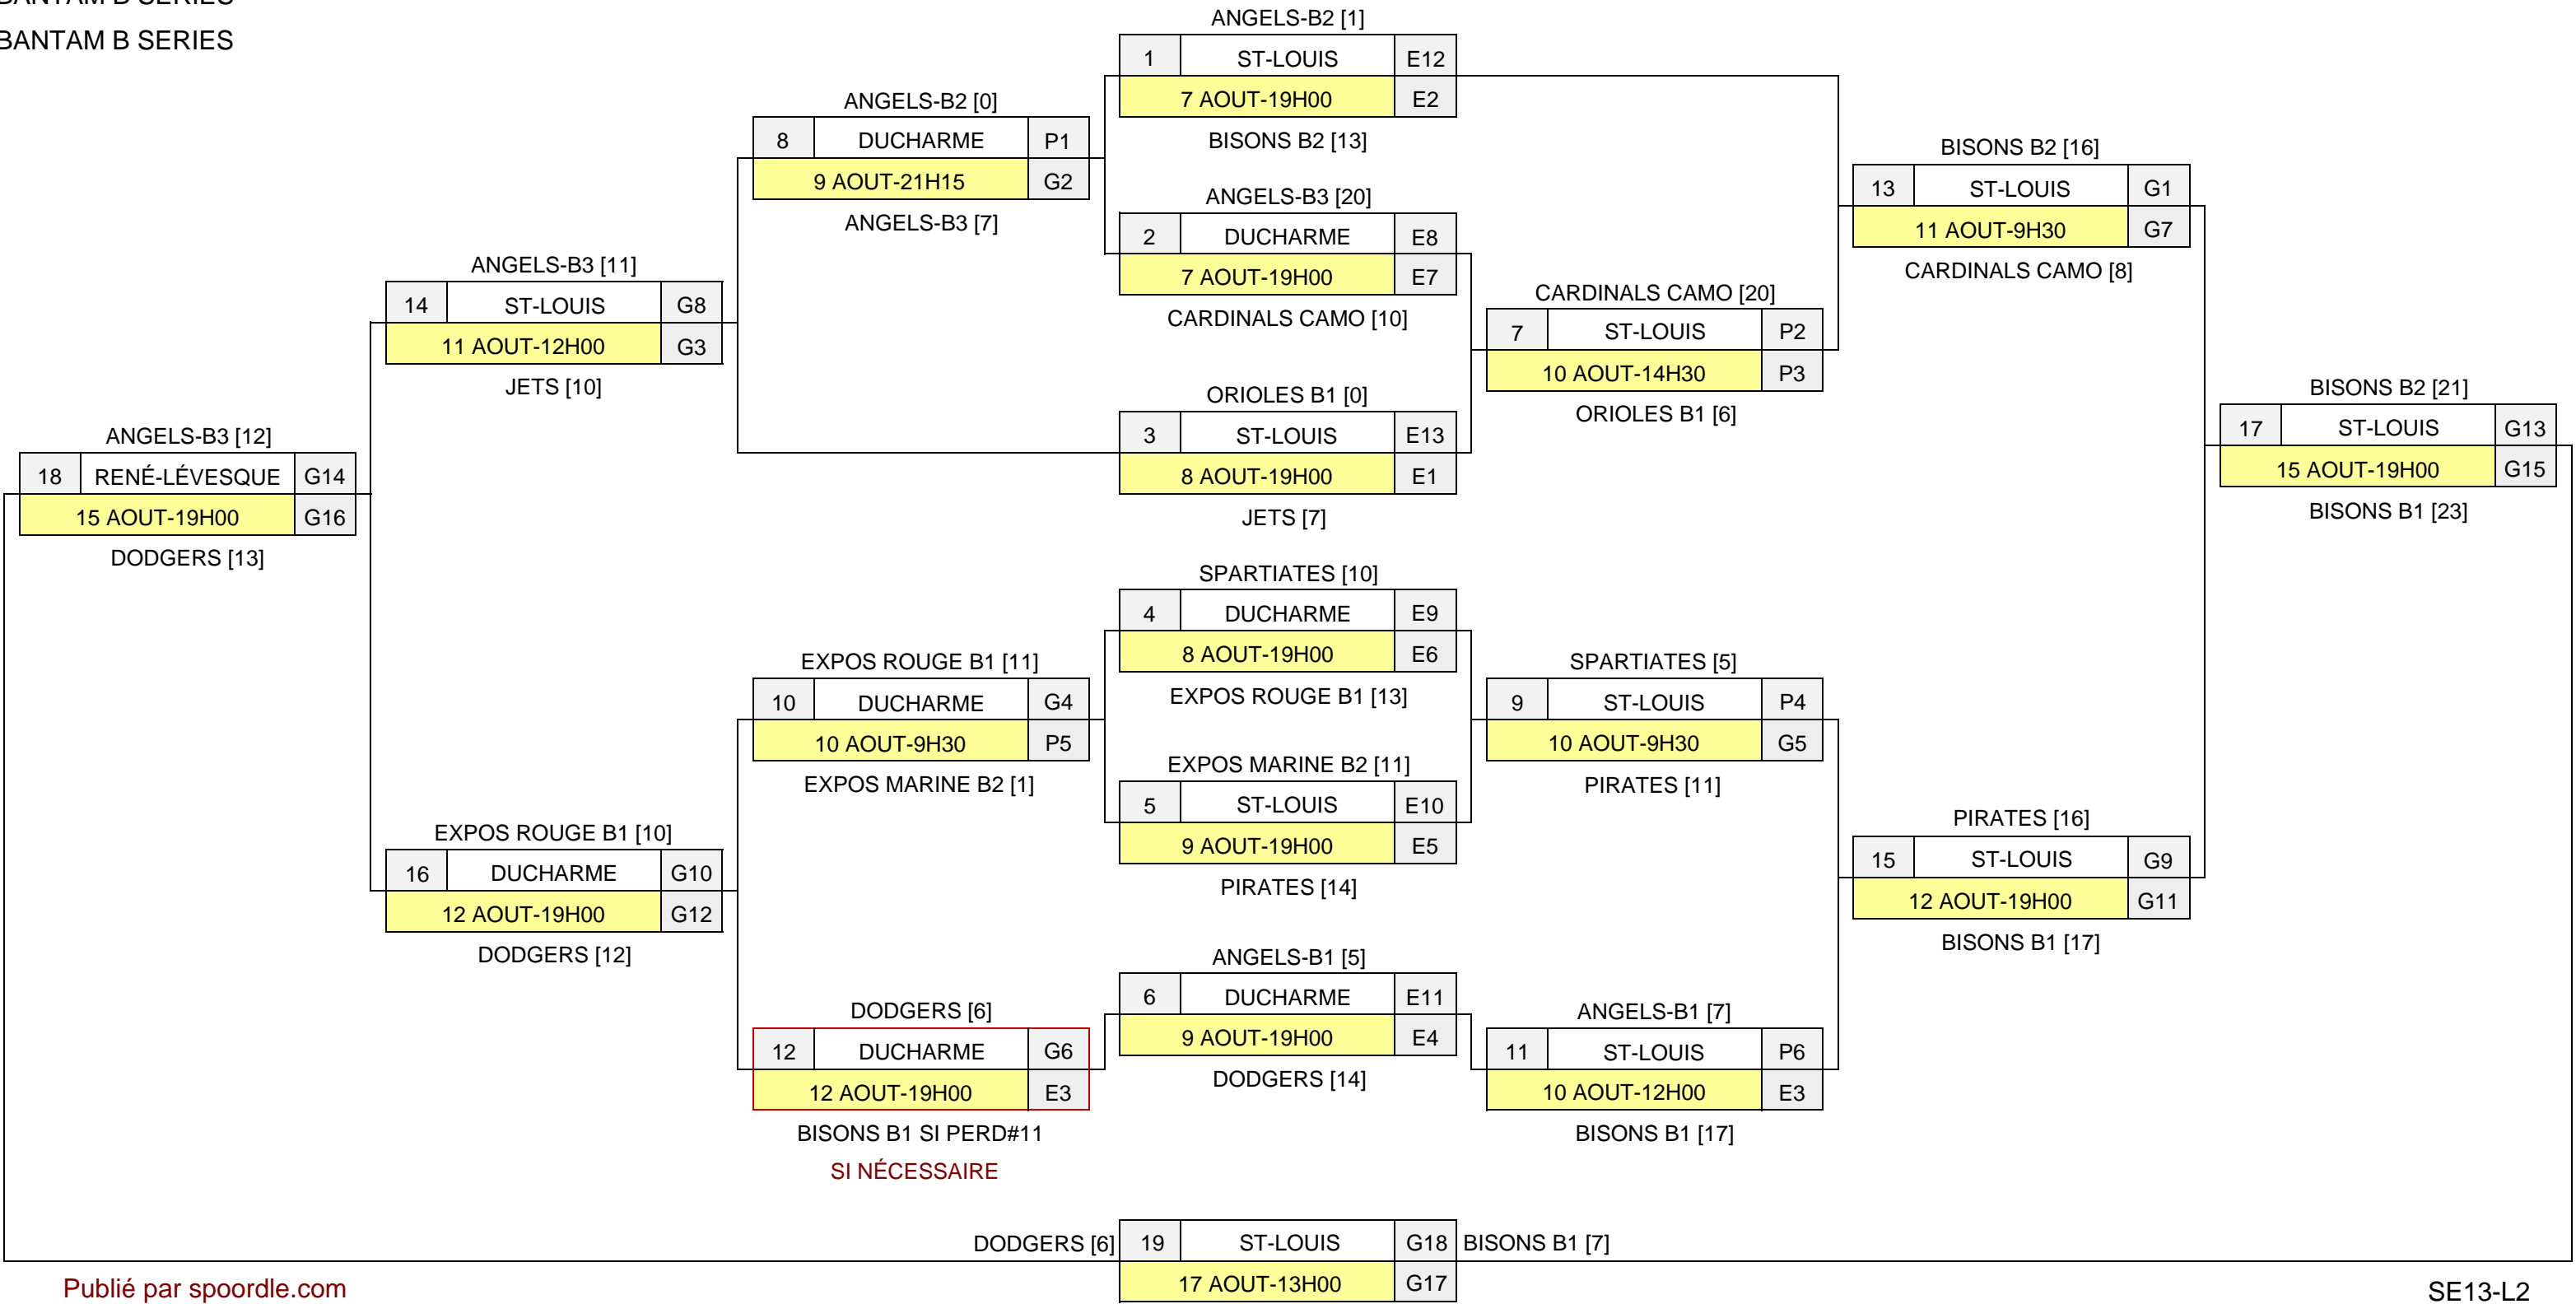 BANTAM B SERIES
BANTAM B SERIES
ANGELS-B2 [1]
1 ST-LOUIS E12
7 AOUT-19H00 E2
BISONS B2 [13]
ANGELS-B2 [0]
8 DUCHARME P1
9 AOUT-21H15 G2
ANGELS-B3 [7]
BISONS B2 [16]
13 ST-LOUIS G1
11 AOUT-9H30 G7
CARDINALS CAMO [8]
ANGELS-B3 [20]
2 DUCHARME E8
7 AOUT-19H00 E7
CARDINALS CAMO [10]
ANGELS-B3 [11]
14 ST-LOUIS G8
11 AOUT-12H00 G3
JETS [10]
CARDINALS CAMO [20]
7 ST-LOUIS P2
10 AOUT-14H30 P3
ORIOLES B1 [6]
ORIOLES B1 [0]
3 ST-LOUIS E13
8 AOUT-19H00 E1
JETS [7]
BISONS B2 [21]
17 ST-LOUIS G13
15 AOUT-19H00 G15
BISONS B1 [23]
ANGELS-B3 [12]
18 RENÉ-LÉVESQUE G14
15 AOUT-19H00 G16
DODGERS [13]
SPARTIATES [10]
4 DUCHARME E9
8 AOUT-19H00 E6
EXPOS ROUGE B1 [13]
EXPOS ROUGE B1 [11]
10 DUCHARME G4
10 AOUT-9H30 P5
EXPOS MARINE B2 [1]
SPARTIATES [5]
9 ST-LOUIS P4
10 AOUT-9H30 G5
PIRATES [11]
EXPOS MARINE B2 [11]
5 ST-LOUIS E10
9 AOUT-19H00 E5
PIRATES [14]
EXPOS ROUGE B1 [10]
16 DUCHARME G10
12 AOUT-19H00 G12
DODGERS [12]
PIRATES [16]
15 ST-LOUIS G9
12 AOUT-19H00 G11
BISONS B1 [17]
ANGELS-B1 [5]
6 DUCHARME E11
9 AOUT-19H00 E4
DODGERS [14]
DODGERS [6]
12 DUCHARME G6
12 AOUT-19H00 E3
BISONS B1 SI PERD#11
SI NÉCESSAIRE
ANGELS-B1 [7]
11 ST-LOUIS P6
10 AOUT-12H00 E3
BISONS B1 [17]
DODGERS [6] 19 ST-LOUIS G18 BISONS B1 [7]
17 AOUT-13H00 G17
Publié par spoordle.com
SE13-L2